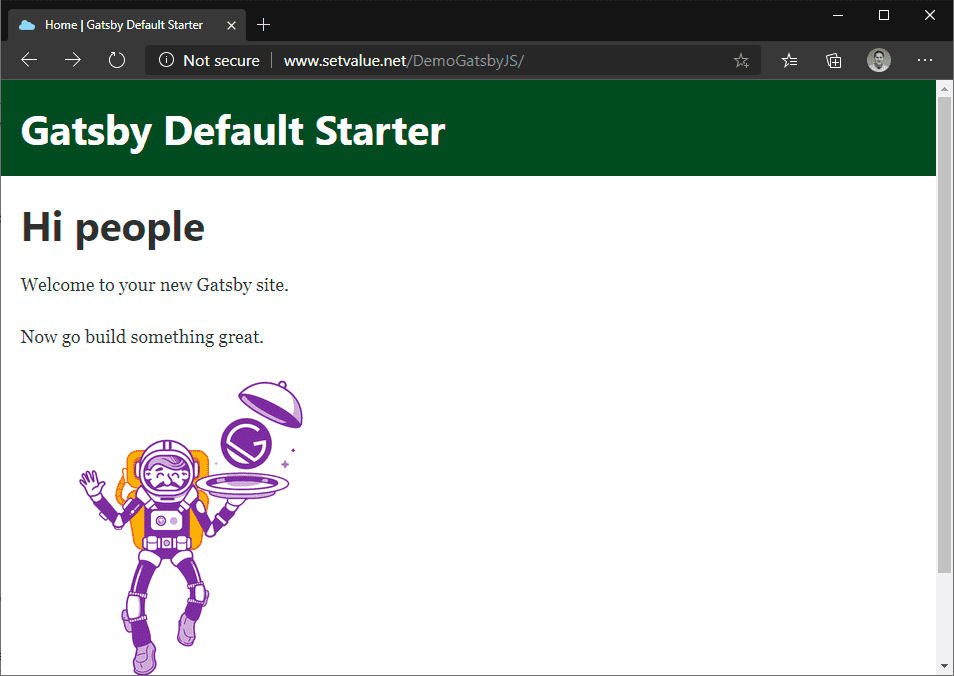 Home | Gatsby Default Starter
Not secure
www.setvalue.net/DemoGatsbyJS/
Gatsby Default Starter
Hi people
Welcome to your new Gatsby site.
Now go build something great.